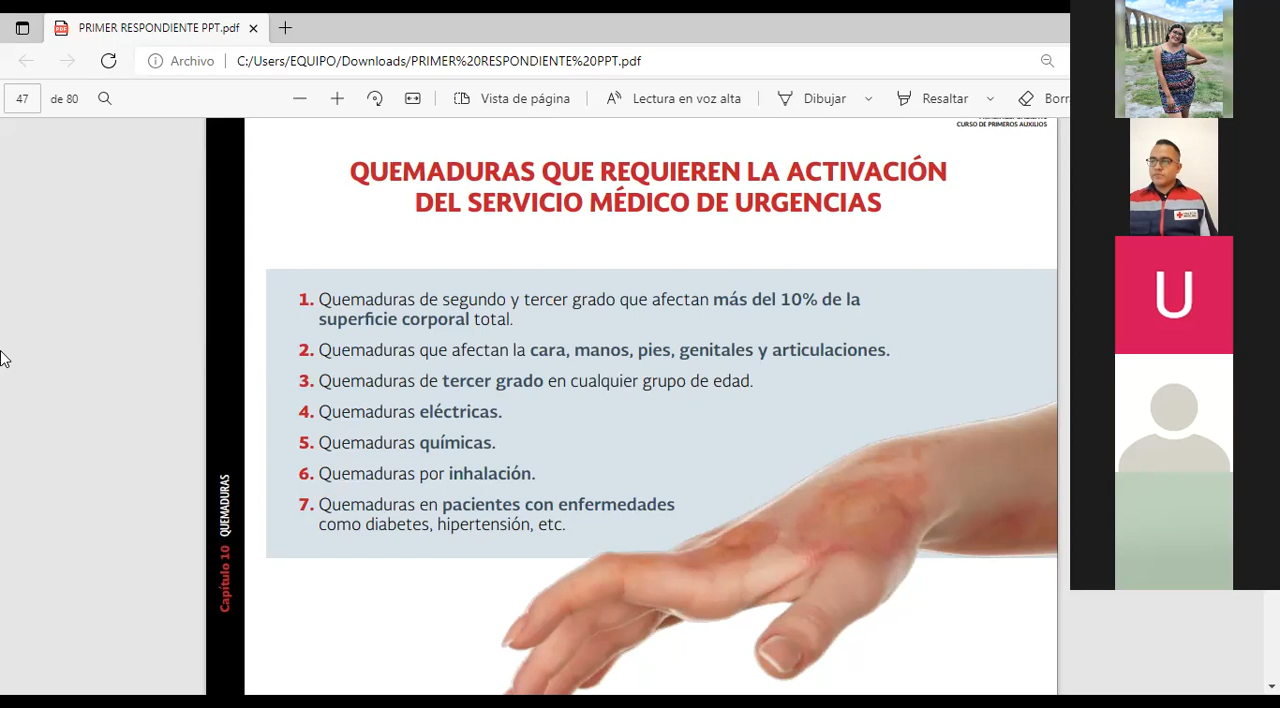 PRIMER RESPONDIENTE PPT.pdf
Archivo
C:/Users/EQUIPO/Downloads/PRIMER%20RESPONDIENTE%20PPT.pdf
47 de 80
Vista de página
Lectura en voz alta
Dibujar
Resaltar
Borra
CURSO DE PRIMEROS AUXILIOS
QUEMADURAS QUE REQUIEREN LA ACTIVACIÓN
DEL SERVICIO MÉDICO DE URGENCIAS
1. Quemaduras de segundo y tercer grado que afectan más del 10% de la
superficie corporal total.
2. Quemaduras que afectan la cara, manos, pies, genitales y articulaciones.
3. Quemaduras de tercer grado en cualquier grupo de edad.
4. Quemaduras eléctricas.
5. Quemaduras químicas.
6. Quemaduras por inhalación.
7. Quemaduras en pacientes con enfermedades
como diabetes, hipertensión, etc.
Capítulo 10 QUEMADURAS
U